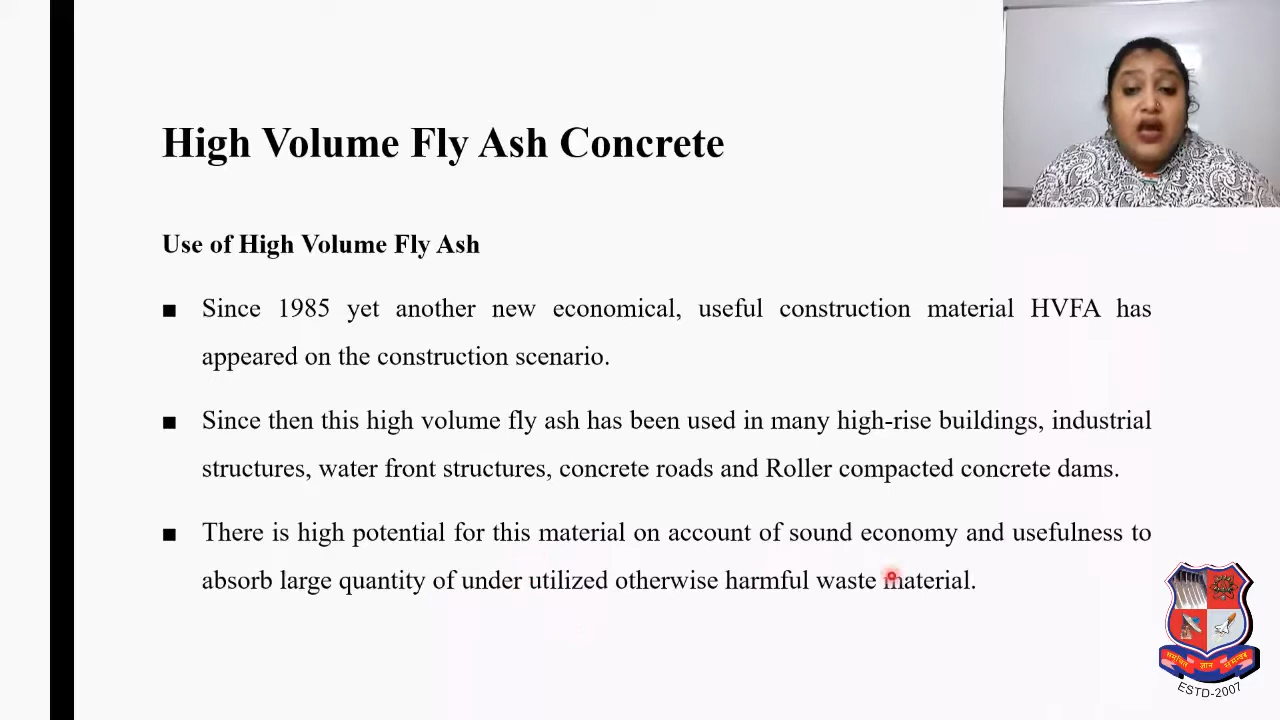 High Volume Fly Ash Concrete
Use of High Volume Fly Ash
■ Since 1985 yet another new economical, useful construction material HVFA has
appeared on the construction scenario.
■ Since then this high volume fly ash has been used in many high-rise buildings, industrial
structures, water front structures, concrete roads and Roller compacted concrete dams.
■ There is high potential for this material on account of sound economy and usefulness to
absorb large quantity of under utilized otherwise harmful waste material.
ESTD-2007